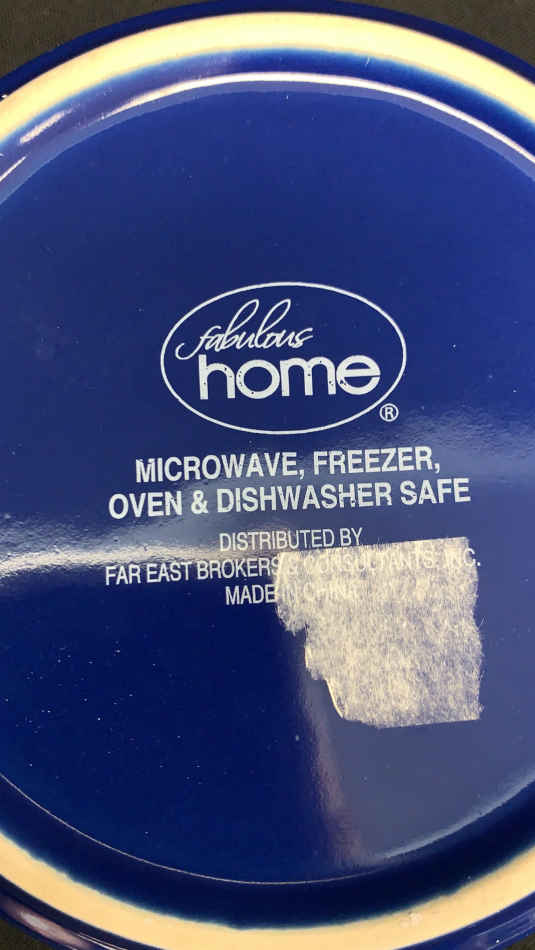 fabulous
home
®
MICROWAVE, FREEZER,
OVEN & DISHWASHER SAFE
DISTRIBUTED BY
FAR EAST BROKERS & CONSULTANTS, INC.
MADE IN CHINA